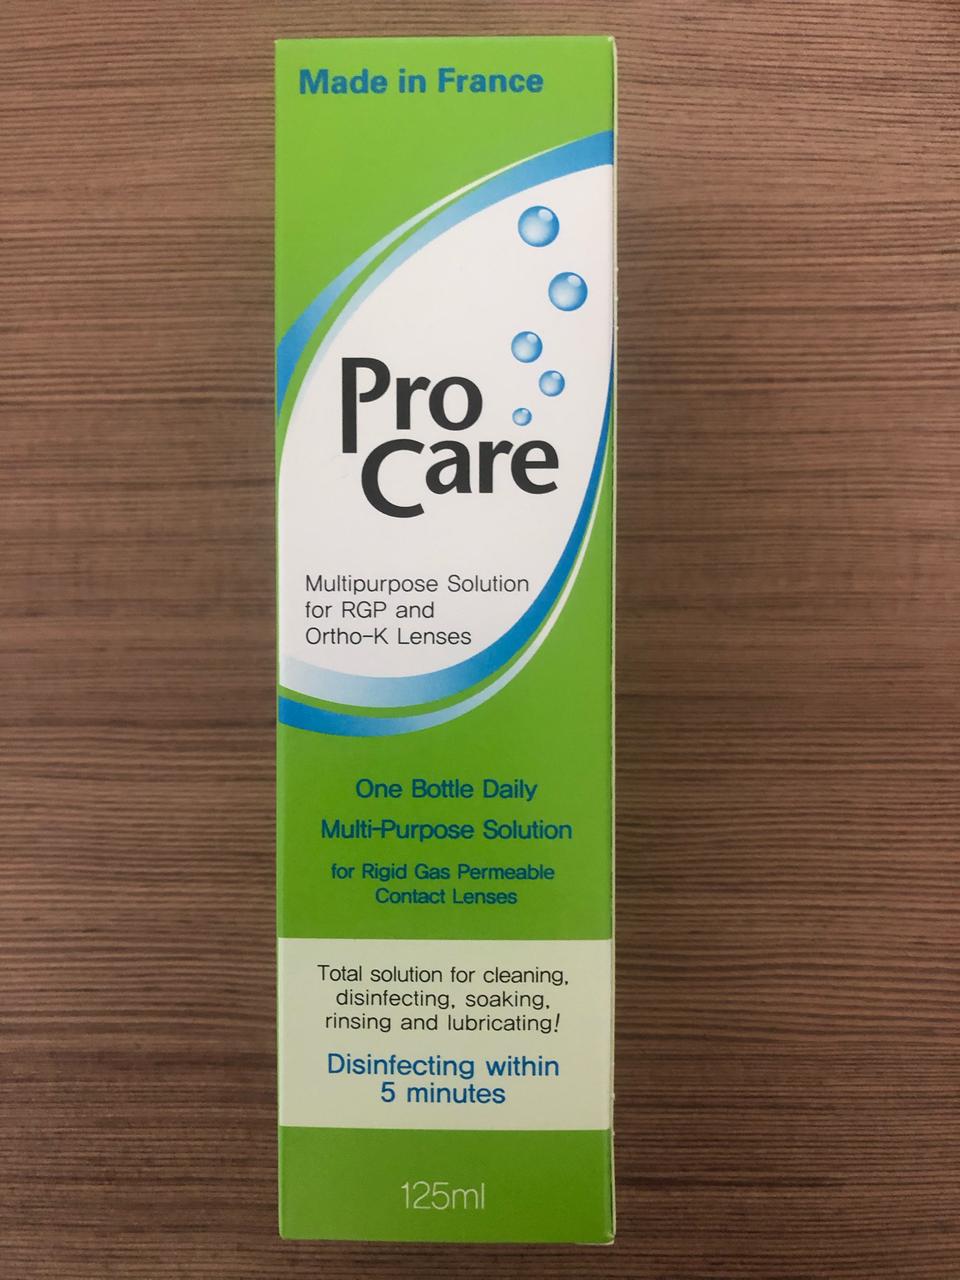 Made in France
Pro
Care
Multipurpose Solution
for RGP and
Ortho-K Lenses
One Bottle Daily
Multi-Purpose Solution
for Rigid Gas Permeable
Contact Lenses
Total solution for cleaning,
disinfecting, soaking,
rinsing and lubricating!
Disinfecting within
5 minutes
125ml